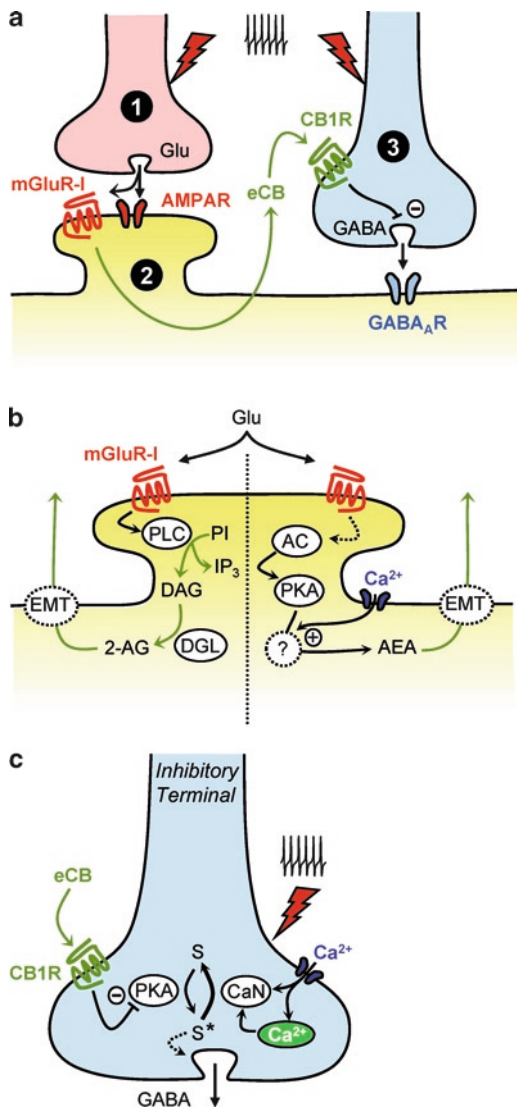 a
1
3
Glu
CB1R
mGluR-I
AMPAR
eCB
GABA
2
GABA_AR
b
Glu
mGluR-I
PLC
PI
AC
IP3
Ca2+
DAG
PKA
EMT
EMT
2-AG
DGL
?
+
AEA
c
Inhibitory
Terminal
eCB
CB1R
S
Ca2+
PKA
CaN
S*
Ca2+
GABA